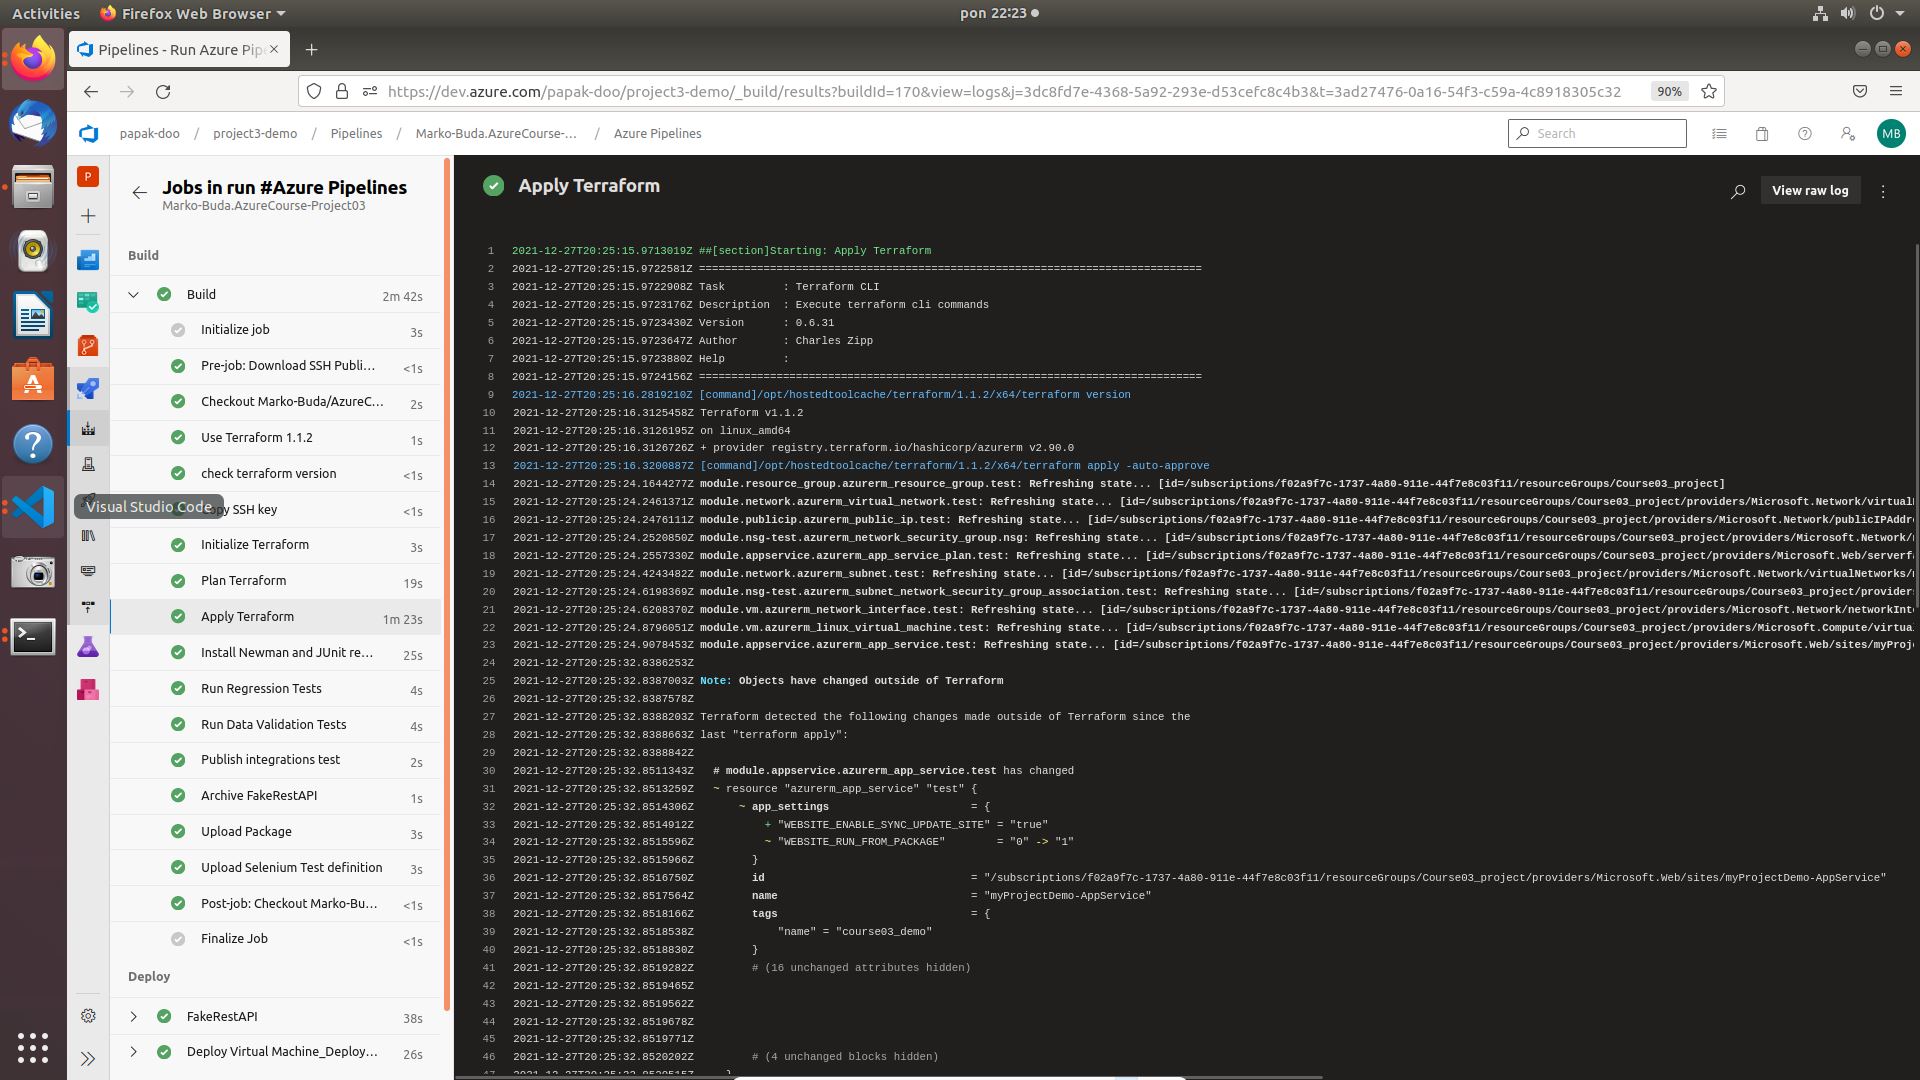 Activities
Firefox Web Browser
pon 22:23
Pipelines - Run Azure Pip
https://dev.azure.com/papak-doo/project3-demo/_build/results?buildId=170&view=logs&j=3dc8fd7e-4368-5a92-293e-d53cefc8c4b3&t=3ad27476-0a16-54f3-c59a-4c8918305c32
90%
papak-doo / project3-demo / Pipelines / Marko-Buda.AzureCourse-... / Azure Pipelines
Search
MB
P
Jobs in run #Azure Pipelines
Marko-Buda.AzureCourse-Project03
Build
Build 2m 42s
Initialize job 3s
Pre-job: Download SSH Publi... <1s
Checkout Marko-Buda/AzureC... 2s
Use Terraform 1.1.2 1s
check terraform version <1s
Visual Studio Code
SSH key <1s
Initialize Terraform 3s
Plan Terraform 19s
Apply Terraform 1m 23s
Install Newman and JUnit re... 25s
Run Regression Tests 4s
Run Data Validation Tests 4s
Publish integrations test 2s
Archive FakeRestAPI 1s
Upload Package 3s
Upload Selenium Test definition 3s
Post-job: Checkout Marko-Bu... <1s
Finalize Job <1s
Deploy
FakeRestAPI 38s
Deploy Virtual Machine_Deploy... 26s
Apply Terraform
View raw log
1 2021-12-27T20:25:15.9713019Z ##[section]Starting: Apply Terraform
2 2021-12-27T20:25:15.9722581Z ==============================================================================
3 2021-12-27T20:25:15.9722908Z Task : Terraform CLI
4 2021-12-27T20:25:15.9723176Z Description : Execute terraform cli commands
5 2021-12-27T20:25:15.9723430Z Version : 0.6.31
6 2021-12-27T20:25:15.9723647Z Author : Charles Zipp
7 2021-12-27T20:25:15.9723880Z Help :
8 2021-12-27T20:25:15.9724156Z ==============================================================================
9 2021-12-27T20:25:16.2819210Z [command]/opt/hostedtoolcache/terraform/1.1.2/x64/terraform version
10 2021-12-27T20:25:16.3125458Z Terraform v1.1.2
11 2021-12-27T20:25:16.3126195Z on linux_amd64
12 2021-12-27T20:25:16.3126726Z + provider registry.terraform.io/hashicorp/azurerm v2.90.0
13 2021-12-27T20:25:16.3200887Z [command]/opt/hostedtoolcache/terraform/1.1.2/x64/terraform apply -auto-approve
14 2021-12-27T20:25:24.1644277Z module.resource_group.azurerm_resource_group.test: Refreshing state... [id=/subscriptions/f02a9f7c-1737-4a80-911e-44f7e8c03f11/resourceGroups/Course03_project]
15 2021-12-27T20:25:24.2461371Z module.network.azurerm_virtual_network.test: Refreshing state... [id=/subscriptions/f02a9f7c-1737-4a80-911e-44f7e8c03f11/resourceGroups/Course03_project/providers/Microsoft.Network/virtual
16 2021-12-27T20:25:24.2476111Z module.publicip.azurerm_public_ip.test: Refreshing state... [id=/subscriptions/f02a9f7c-1737-4a80-911e-44f7e8c03f11/resourceGroups/Course03_project/providers/Microsoft.Network/publicIPAddr
17 2021-12-27T20:25:24.2520850Z module.nsg-test.azurerm_network_security_group.nsg: Refreshing state... [id=/subscriptions/f02a9f7c-1737-4a80-911e-44f7e8c03f11/resourceGroups/Course03_project/providers/Microsoft.Network/
18 2021-12-27T20:25:24.2557330Z module.appservice.azurerm_app_service_plan.test: Refreshing state... [id=/subscriptions/f02a9f7c-1737-4a80-911e-44f7e8c03f11/resourceGroups/Course03_project/providers/Microsoft.Web/serverf
19 2021-12-27T20:25:24.4243482Z module.network.azurerm_subnet.test: Refreshing state... [id=/subscriptions/f02a9f7c-1737-4a80-911e-44f7e8c03f11/resourceGroups/Course03_project/providers/Microsoft.Network/virtualNetworks/
20 2021-12-27T20:25:24.6198369Z module.nsg-test.azurerm_subnet_network_security_group_association.test: Refreshing state... [id=/subscriptions/f02a9f7c-1737-4a80-911e-44f7e8c03f11/resourceGroups/Course03_project/provider
21 2021-12-27T20:25:24.6208370Z module.vm.azurerm_network_interface.test: Refreshing state... [id=/subscriptions/f02a9f7c-1737-4a80-911e-44f7e8c03f11/resourceGroups/Course03_project/providers/Microsoft.Network/networkInt
22 2021-12-27T20:25:24.8796051Z module.vm.azurerm_linux_virtual_machine.test: Refreshing state... [id=/subscriptions/f02a9f7c-1737-4a80-911e-44f7e8c03f11/resourceGroups/Course03_project/providers/Microsoft.Compute/virtua
23 2021-12-27T20:25:24.9078453Z module.appservice.azurerm_app_service.test: Refreshing state... [id=/subscriptions/f02a9f7c-1737-4a80-911e-44f7e8c03f11/resourceGroups/Course03_project/providers/Microsoft.Web/sites/myProj
24 2021-12-27T20:25:32.8386253Z
25 2021-12-27T20:25:32.8387003Z Note: Objects have changed outside of Terraform
26 2021-12-27T20:25:32.8387578Z
27 2021-12-27T20:25:32.8388203Z Terraform detected the following changes made outside of Terraform since the
28 2021-12-27T20:25:32.8388663Z last "terraform apply":
29 2021-12-27T20:25:32.8388842Z
30 2021-12-27T20:25:32.8511343Z # module.appservice.azurerm_app_service.test has changed
31 2021-12-27T20:25:32.8513259Z ~ resource "azurerm_app_service" "test" {
32 2021-12-27T20:25:32.8514306Z ~ app_settings = {
33 2021-12-27T20:25:32.8514912Z + "WEBSITE_ENABLE_SYNC_UPDATE_SITE" = "true"
34 2021-12-27T20:25:32.8515596Z ~ "WEBSITE_RUN_FROM_PACKAGE" = "0" -> "1"
35 2021-12-27T20:25:32.8515966Z }
36 2021-12-27T20:25:32.8516750Z id = "/subscriptions/f02a9f7c-1737-4a80-911e-44f7e8c03f11/resourceGroups/Course03_project/providers/Microsoft.Web/sites/myProjectDemo-AppService"
37 2021-12-27T20:25:32.8517564Z name = "myProjectDemo-AppService"
38 2021-12-27T20:25:32.8518166Z tags = {
39 2021-12-27T20:25:32.8518538Z "name" = "course03_demo"
40 2021-12-27T20:25:32.8518830Z }
41 2021-12-27T20:25:32.8519282Z # (16 unchanged attributes hidden)
42 2021-12-27T20:25:32.8519465Z
43 2021-12-27T20:25:32.8519562Z
44 2021-12-27T20:25:32.8519678Z
45 2021-12-27T20:25:32.8519771Z
46 2021-12-27T20:25:32.8520202Z # (4 unchanged blocks hidden)